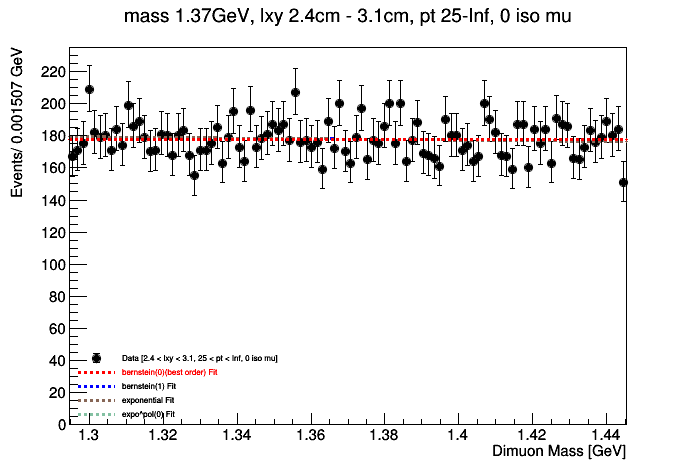 mass 1.37GeV, lxy 2.4cm - 3.1cm, pt 25-Inf, 0 iso mu
Events/ 0.001507 GeV
220
200
180
160
140
120
100
80
60
40
20
0
Data [2.4 < lxy < 3.1, 25 < pt < Inf, 0 iso mu]
bernstein(0)(best order) Fit
bernstein(1) Fit
exponential Fit
expo*pol(0) Fit
1.3 1.32 1.34 1.36 1.38 1.4 1.42 1.44
Dimuon Mass [GeV]